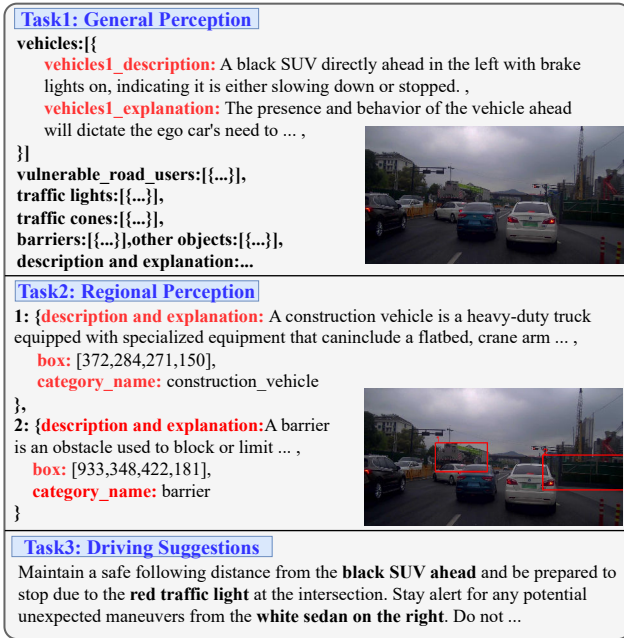 Task1: General Perception
vehicles:[{
vehicles1_description: A black SUV directly ahead in the left with brake
lights on, indicating it is either slowing down or stopped. ,
vehicles1_explanation: The presence and behavior of the vehicle ahead
will dictate the ego car's need to ... ,
}]
vulnerable_road_users:[{...}],
traffic lights:[{...}],
traffic cones:[{...}],
barriers:[{...}],other objects:[{...}],
description and explanation:...
Task2: Regional Perception
1: {description and explanation: A construction vehicle is a heavy-duty truck
equipped with specialized equipment that caninclude a flatbed, crane arm ... ,
box: [372,284,271,150],
category_name: construction_vehicle
},
2: {description and explanation:A barrier
is an obstacle used to block or limit ... ,
box: [933,348,422,181],
category_name: barrier
}
Task3: Driving Suggestions
Maintain a safe following distance from the black SUV ahead and be prepared to
stop due to the red traffic light at the intersection. Stay alert for any potential
unexpected maneuvers from the white sedan on the right. Do not ...